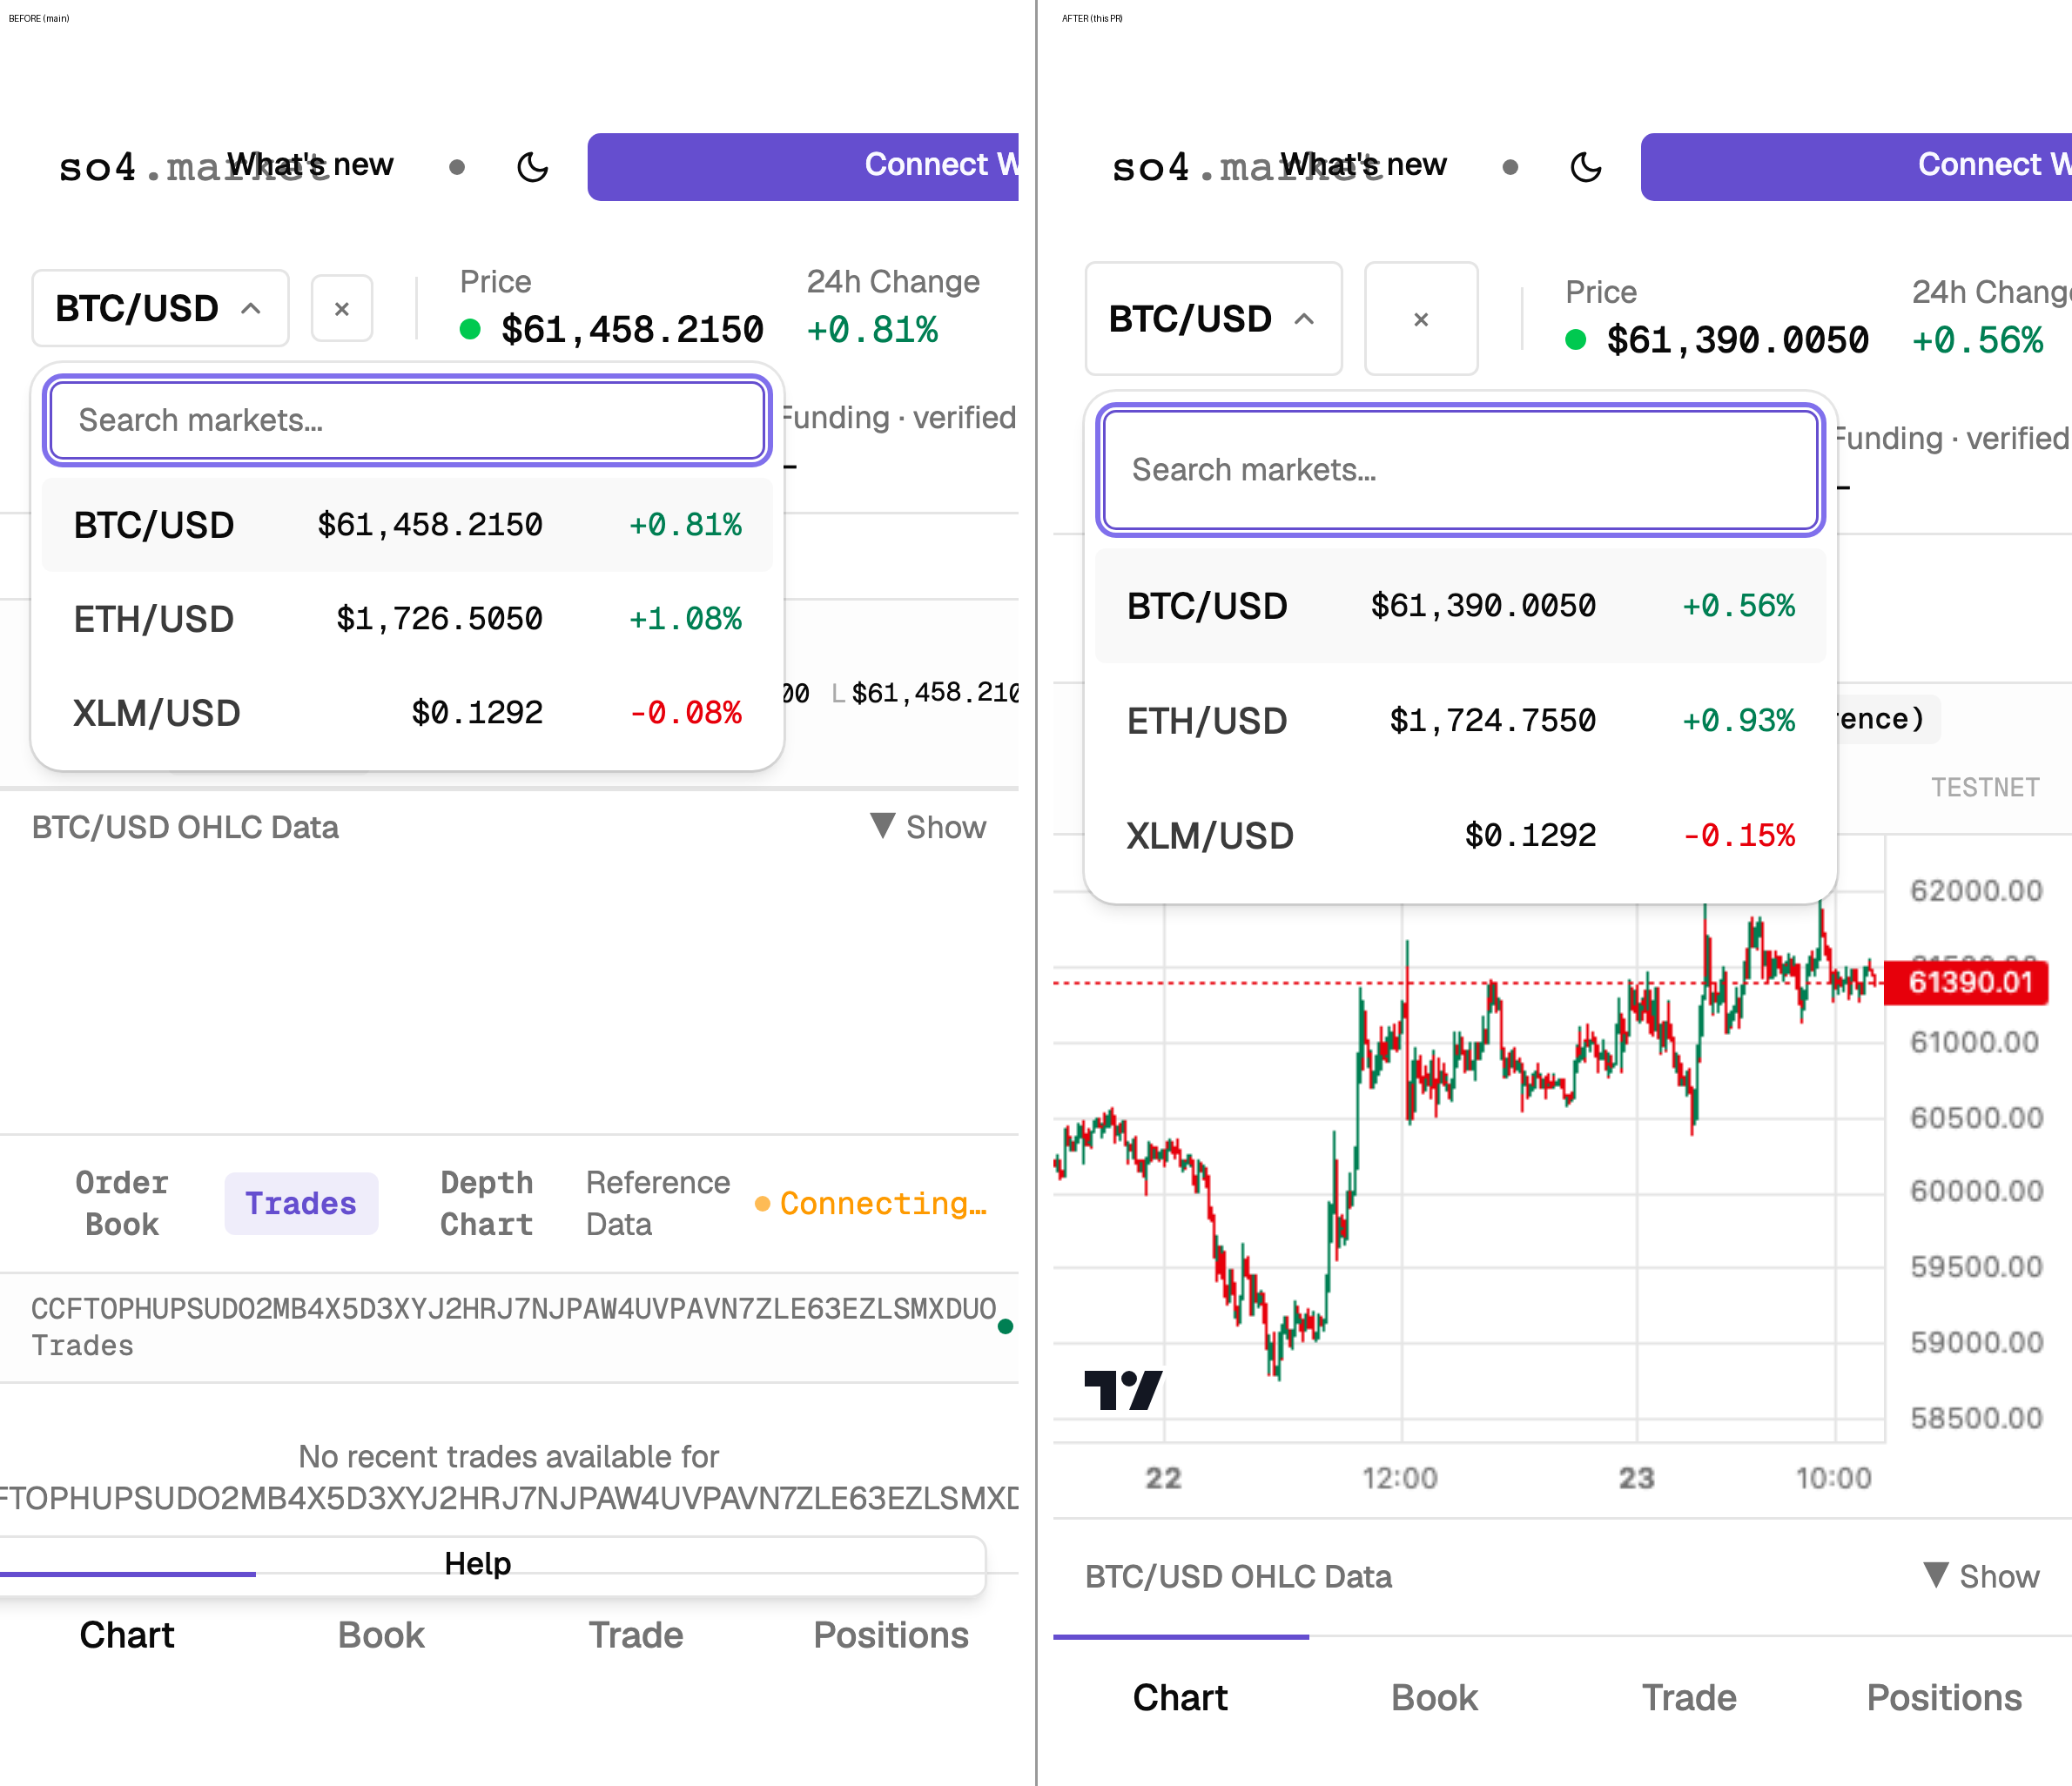 BEFORE (main)
so4.market What's new Connect W
BTC/USD × Price 24h Change
$61,458.2150 +0.81%
Search markets...
Funding · verified
–
BTC/USD $61,458.2150 +0.81%
ETH/USD $1,726.5050 +1.08%
XLM/USD $0.1292 -0.08%
00 L $61,458.210
BTC/USD OHLC Data ▼ Show
Order Book Trades Depth Chart Reference Data Connecting…
CCFTOPHUPSUDO2MB4X5D3XYJ2HRJ7NJPAW4UVPAVN7ZLE63EZLSMXDUO
Trades
No recent trades available for
FTOPHUPSUDO2MB4X5D3XYJ2HRJ7NJPAW4UVPAVN7ZLE63EZLSMXD
Help
Chart Book Trade Positions
AFTER (this PR)
so4.market What's new Connect W
BTC/USD × Price 24h Chang
$61,390.0050 +0.56%
Search markets...
Funding · verified
–
BTC/USD $61,390.0050 +0.56%
rence)
ETH/USD $1,724.7550 +0.93%
TESTNET
XLM/USD $0.1292 -0.15%
62000.00
61390.01
61000.00
60500.00
60000.00
59500.00
59000.00
58500.00
22 12:00 23 10:00
BTC/USD OHLC Data ▼ Show
Chart Book Trade Positions